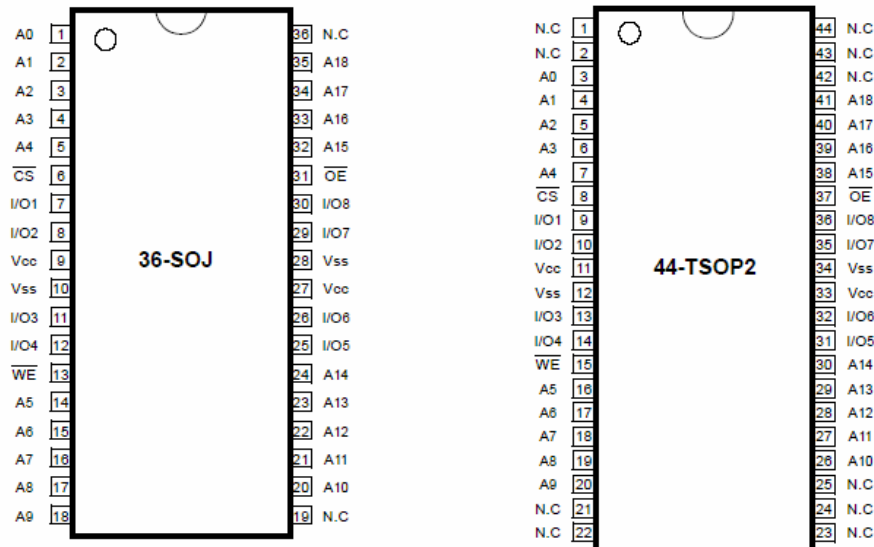 A0 1 36 N.C
A1 2 35 A18
A2 3 34 A17
A3 4 33 A16
A4 5 32 A15
CS 6 31 OE
I/O1 7 30 I/O8
I/O2 8 29 I/O7
Vcc 9 36-SOJ 28 Vss
Vss 10 27 Vcc
I/O3 11 26 I/O6
I/O4 12 25 I/O5
WE 13 24 A14
A5 14 23 A13
A6 15 22 A12
A7 16 21 A11
A8 17 20 A10
A9 18 19 N.C
N.C 1 44 N.C
N.C 2 43 N.C
A0 3 42 N.C
A1 4 41 A18
A2 5 40 A17
A3 6 39 A16
A4 7 38 A15
CS 8 37 OE
I/O1 9 36 I/O8
I/O2 10 35 I/O7
Vcc 11 44-TSOP2 34 Vss
Vss 12 33 Vcc
I/O3 13 32 I/O6
I/O4 14 31 I/O5
WE 15 30 A14
A5 16 29 A13
A6 17 28 A12
A7 18 27 A11
A8 19 26 A10
A9 20 25 N.C
N.C 21 24 N.C
N.C 22 23 N.C